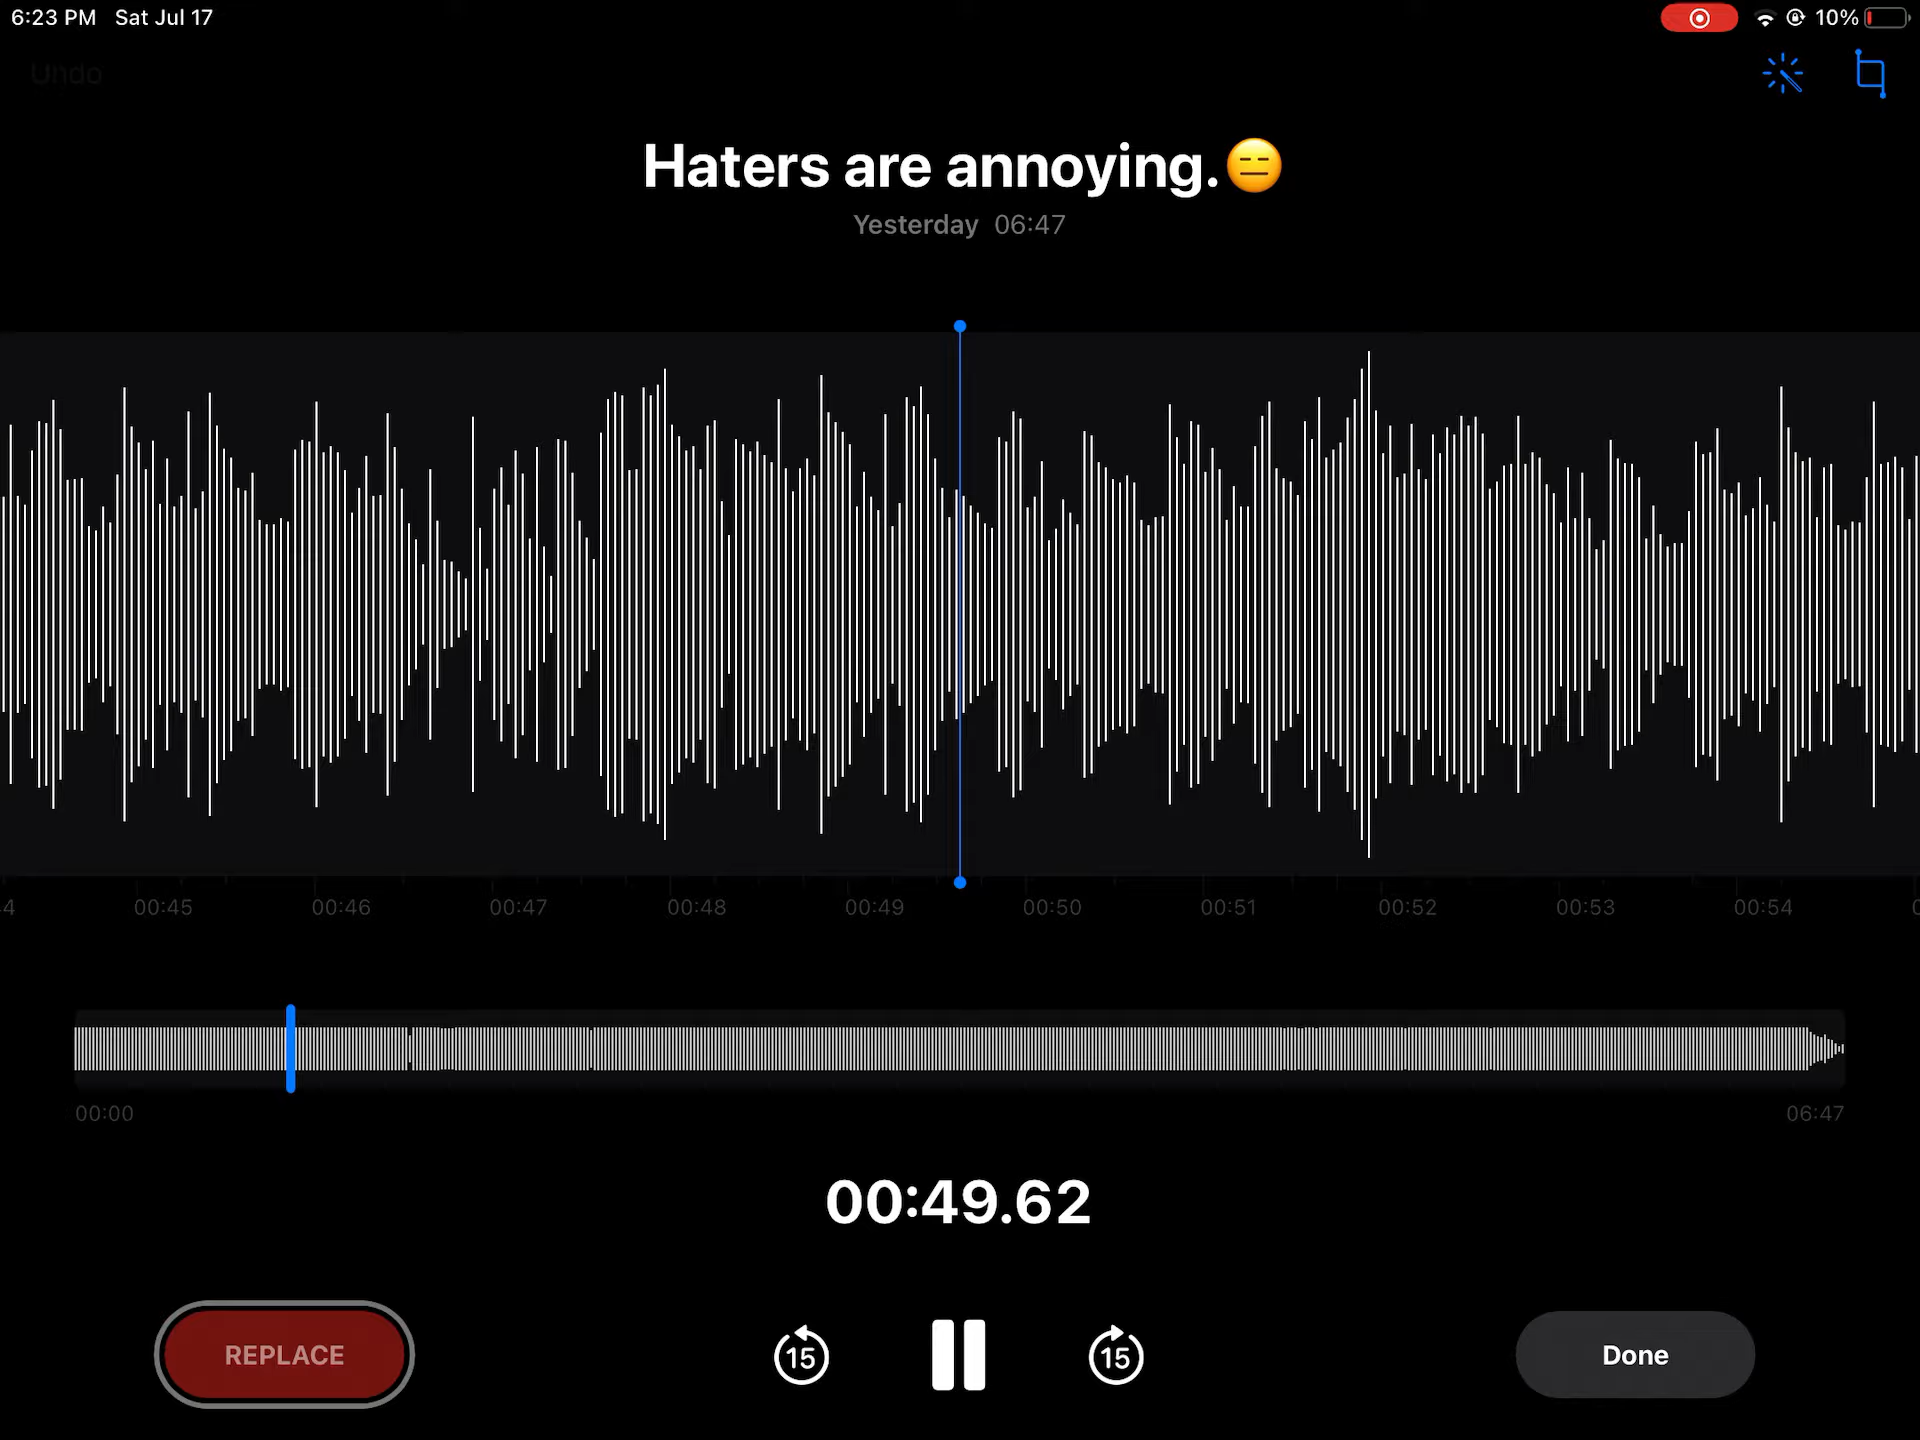 6:23 PM Sat Jul 17 10%
Undo
Haters are annoying.😑
Yesterday 06:47
4 00:45 00:46 00:47 00:48 00:49 00:50 00:51 00:52 00:53 00:54
00:00 06:47
00:49.62
REPLACE 15 15 Done